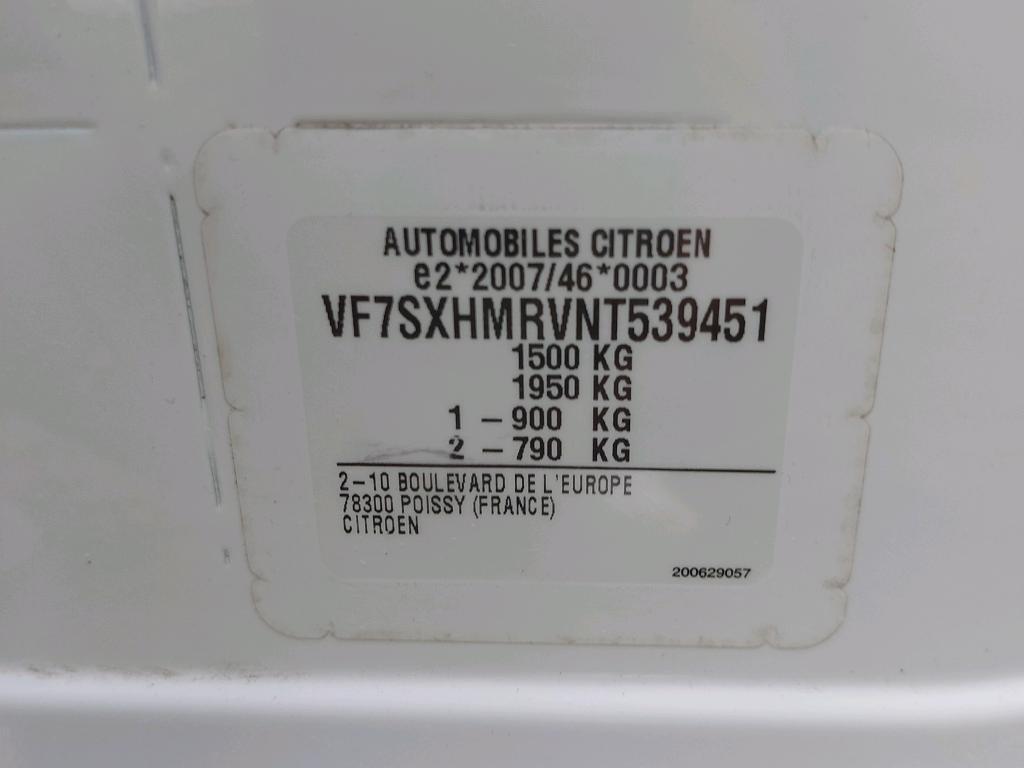 AUTOMOBILES CITROEN
e2*2007/46*0003
VF7SXHMRVNT539451
1500 KG
1950 KG
1 – 900 KG
2 – 790 KG
2–10 BOULEVARD DE L'EUROPE
78300 POISSY (FRANCE)
CITROEN
200629057